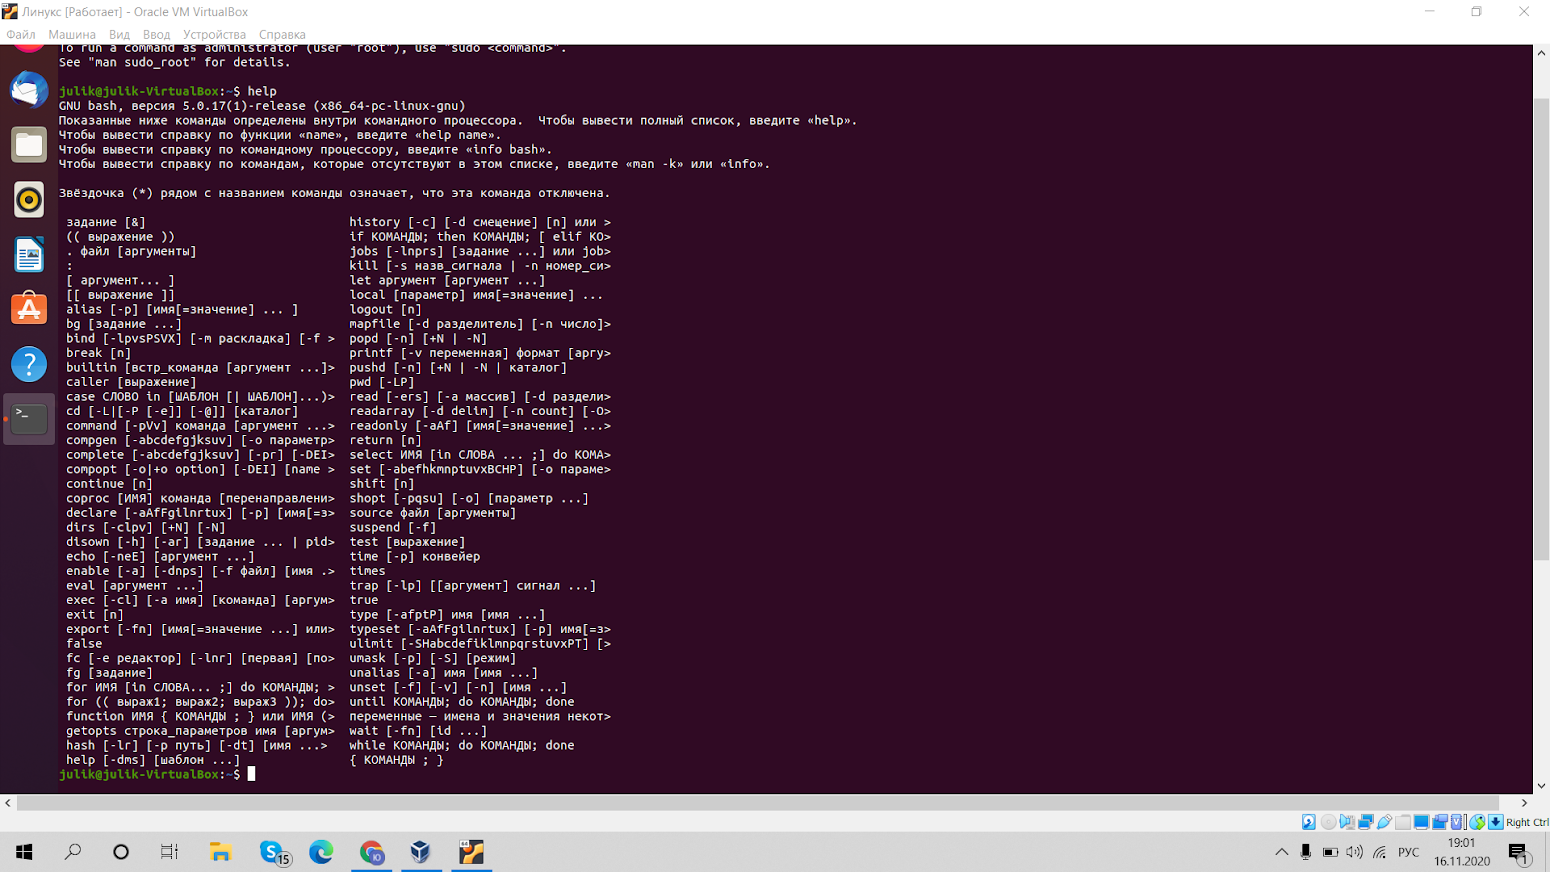 Линукс [Работает] - Oracle VM VirtualBox
Файл Машина Вид Ввод Устройства Справка
To run a command as administrator (user "root"), use "sudo <command>".
See "man sudo_root" for details.
julik@julik-VirtualBox:~$ help
GNU bash, версия 5.0.17(1)-release (x86_64-pc-linux-gnu)
Показанные ниже команды определены внутри командного процессора.  Чтобы вывести полный список, введите «help».
Чтобы вывести справку по функции «name», введите «help name».
Чтобы вывести справку по командному процессору, введите «info bash».
Чтобы вывести справку по командам, которые отсутствуют в этом списке, введите «man -k» или «info».
Звёздочка (*) рядом с названием команды означает, что эта команда отключена.
задание [&] history [-c] [-d смещение] [n] или >
(( выражение )) if КОМАНДЫ; then КОМАНДЫ; [ elif КО>
. файл [аргументы] jobs [-lnprs] [задание ...] или job>
: kill [-s назв_сигнала | -n номер_си>
[ аргумент... ] let аргумент [аргумент ...]
[[ выражение ]] local [параметр] имя[=значение] ...
alias [-p] [имя[=значение] ... ] logout [n]
bg [задание ...] mapfile [-d разделитель] [-n число]>
bind [-lpvsPSVX] [-m раскладка] [-f > popd [-n] [+N | -N]
break [n] printf [-v переменная] формат [аргу>
builtin [встр_команда [аргумент ...]> pushd [-n] [+N | -N | каталог]
caller [выражение] pwd [-LP]
case СЛОВО in [ШАБЛОН [| ШАБЛОН]...)> read [-ers] [-a массив] [-d раздели>
cd [-L|[-P [-e]] [-@]] [каталог] readarray [-d delim] [-n count] [-O>
command [-pVv] команда [аргумент ...> readonly [-aAf] [имя[=значение] ...>
compgen [-abcdefgjksuv] [-o параметр> return [n]
complete [-abcdefgjksuv] [-pr] [-DEI> select ИМЯ [in СЛОВА ... ;] do КОМА>
compopt [-o|+o option] [-DEI] [name > set [-abefhkmnptuvxBCHP] [-o параме>
continue [n] shift [n]
coproc [ИМЯ] команда [перенаправлени> shopt [-pqsu] [-o] [параметр ...]
declare [-aAfFgilnrtux] [-p] [имя[=з> source файл [аргументы]
dirs [-clpv] [+N] [-N] suspend [-f]
disown [-h] [-ar] [задание ... | pid> test [выражение]
echo [-neE] [аргумент ...] time [-p] конвейер
enable [-a] [-dnps] [-f файл] [имя .> times
eval [аргумент ...] trap [-lp] [[аргумент] сигнал ...]
exec [-cl] [-a имя] [команда] [аргум> true
exit [n] type [-afptP] имя [имя ...]
export [-fn] [имя[=значение ...] или> typeset [-aAfFgilnrtux] [-p] имя[=з>
false ulimit [-SHabcdefiklmnpqrstuvxPT] [>
fc [-e редактор] [-lnr] [первая] [по> umask [-p] [-S] [режим]
fg [задание] unalias [-a] имя [имя ...]
for ИМЯ [in СЛОВА... ;] do КОМАНДЫ; > unset [-f] [-v] [-n] [имя ...]
for (( выраж1; выраж2; выраж3 )); do> until КОМАНДЫ; do КОМАНДЫ; done
function ИМЯ { КОМАНДЫ ; } или ИМЯ (> переменные — имена и значения некот>
getopts строка_параметров имя [аргум> wait [-fn] [id ...]
hash [-lr] [-p путь] [-dt] [имя ...> while КОМАНДЫ; do КОМАНДЫ; done
help [-dms] [шаблон ...] { КОМАНДЫ ; }
julik@julik-VirtualBox:~$
Right Ctrl
15
Ю
РУС
19:01
16.11.2020
1